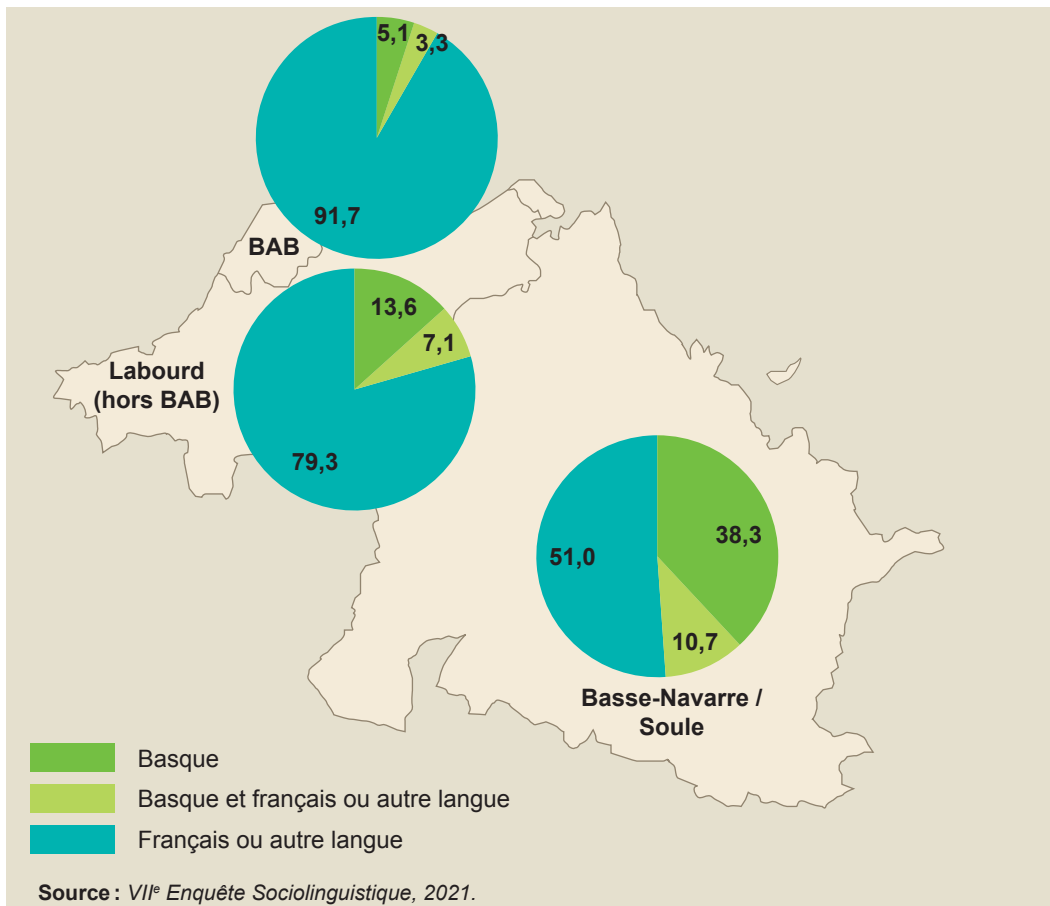 5,1
3,3
91,7
BAB
13,6
7,1
Labourd
(hors BAB)
79,3
38,3
51,0
10,7
Basse-Navarre /
Soule
Basque
Basque et français ou autre langue
Français ou autre langue
Source : VIIe Enquête Sociolinguistique, 2021.